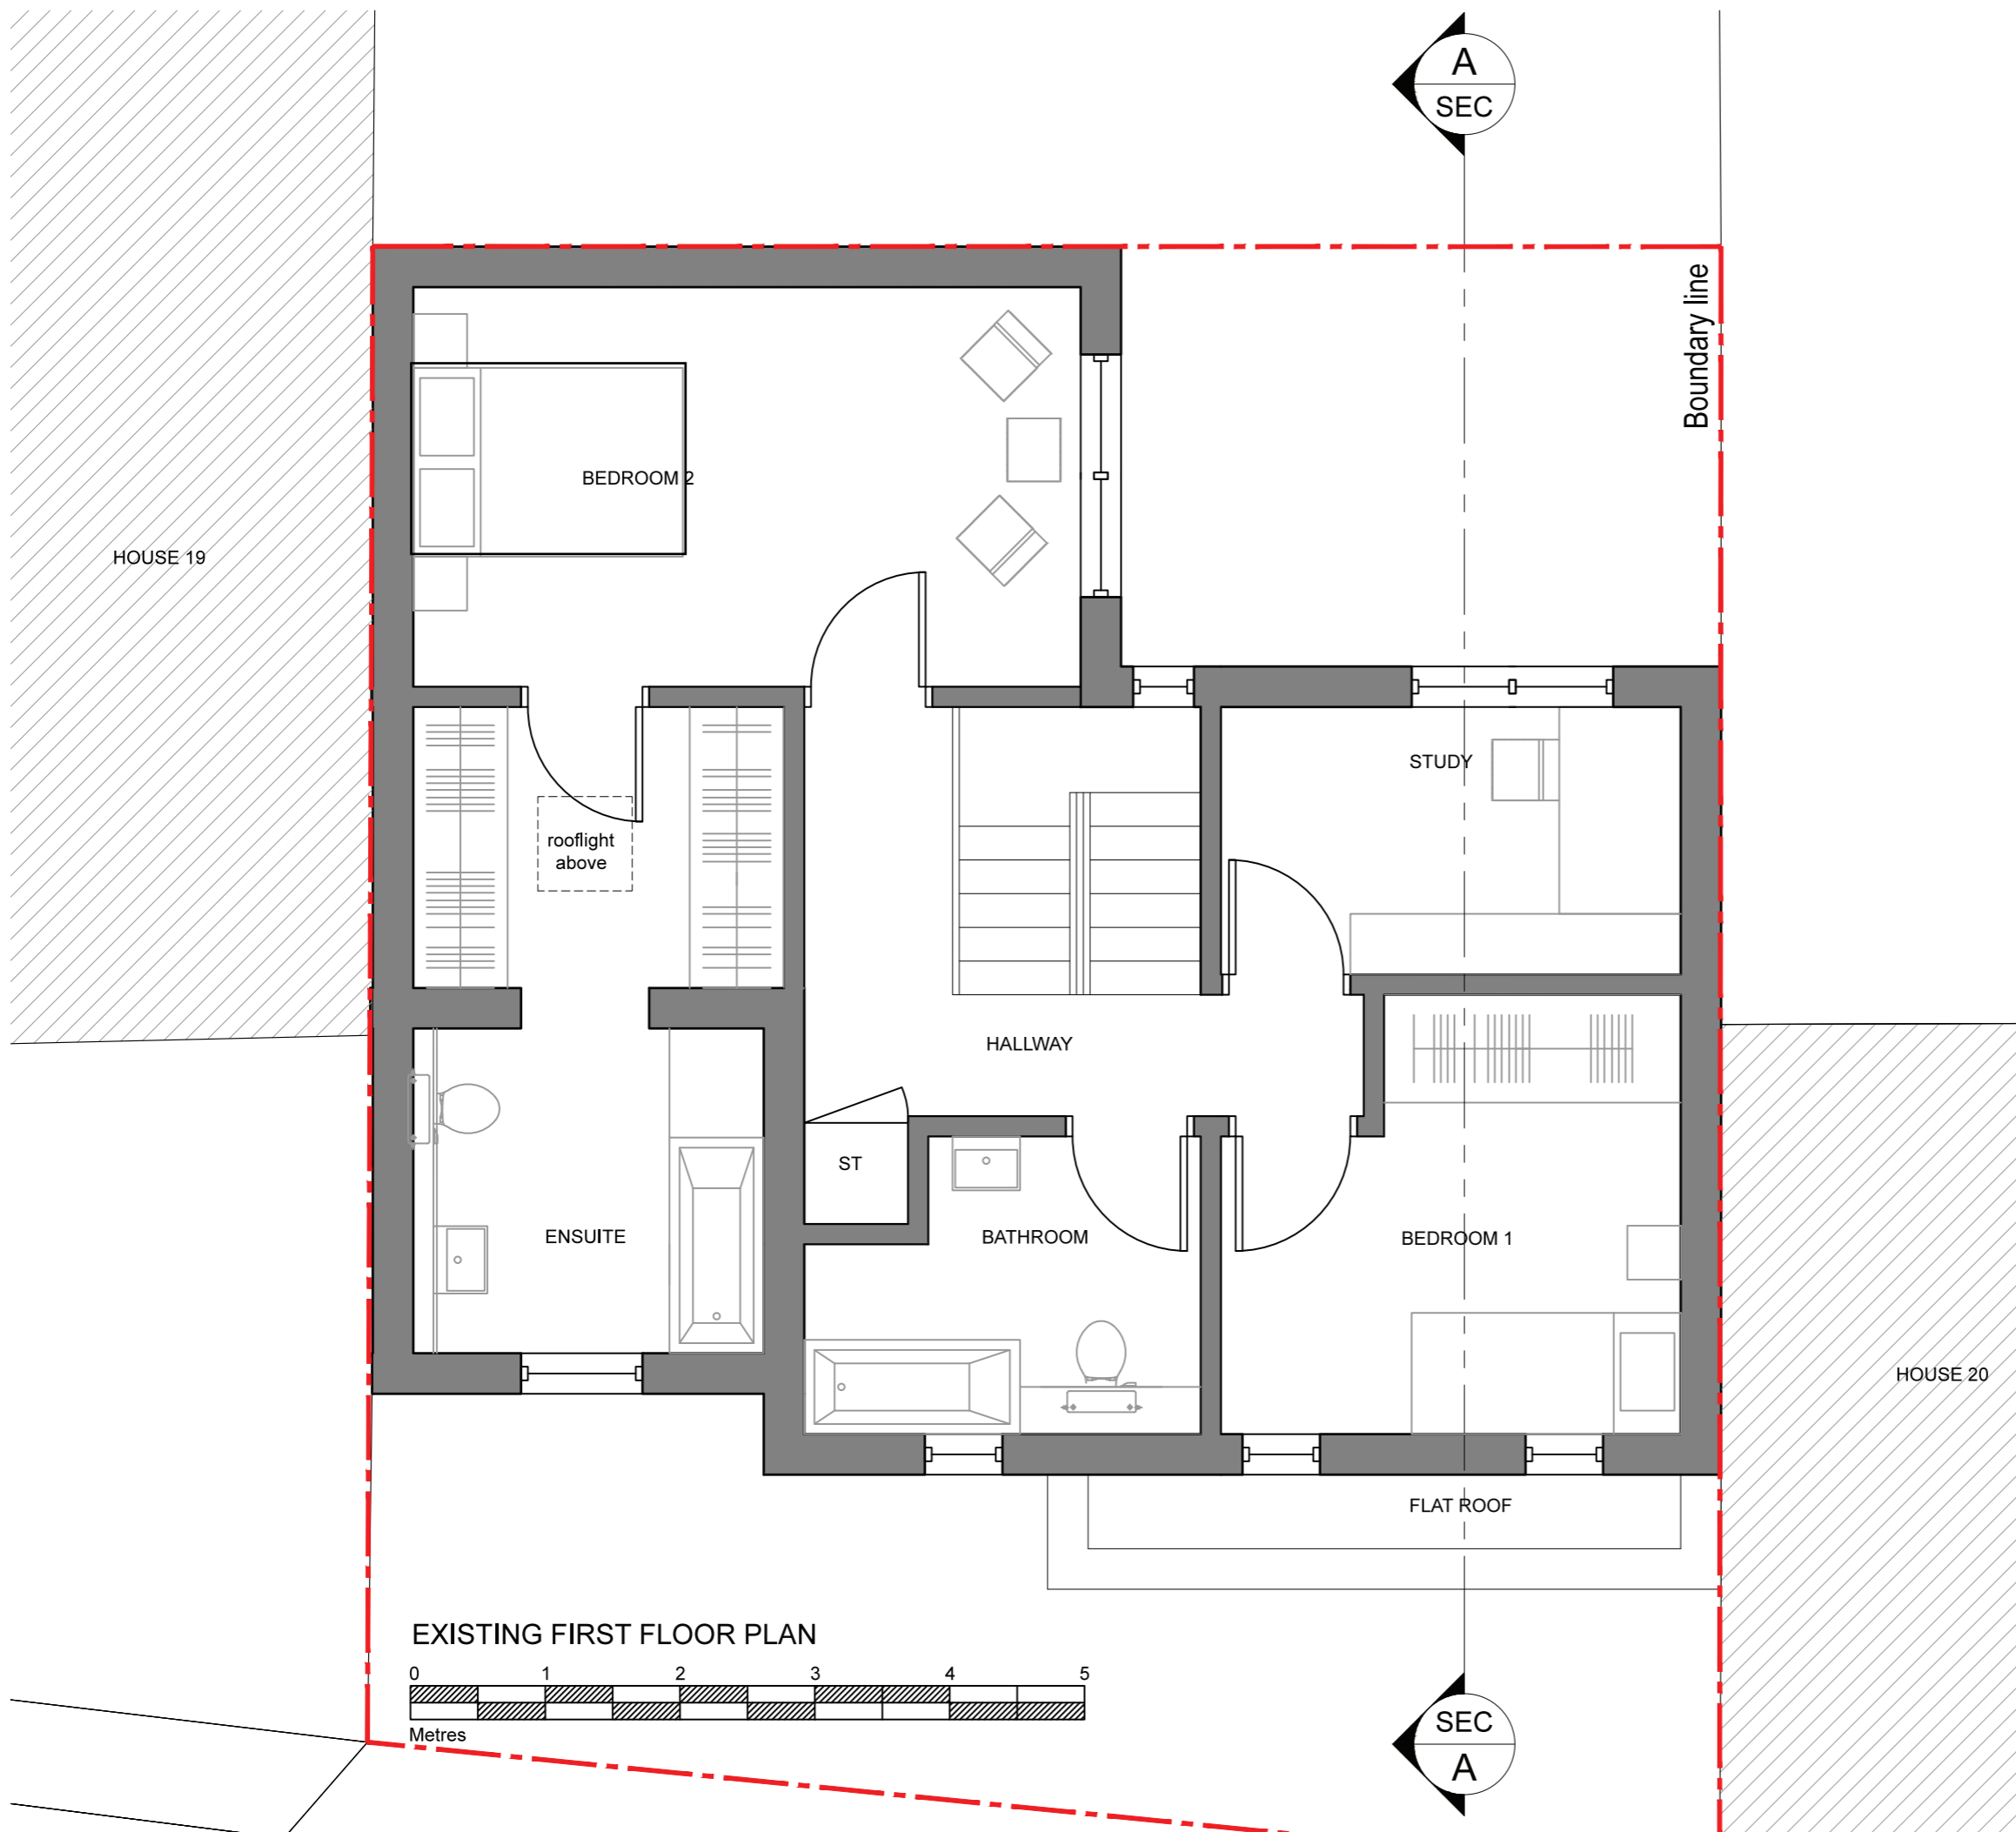 A
SEC
Boundary line
BEDROOM 2
HOUSE 19
STUDY
rooflight
above
HALLWAY
ST
ENSUITE
BATHROOM
BEDROOM 1
HOUSE 20
FLAT ROOF
EXISTING FIRST FLOOR PLAN
0 1 2 3 4 5
Metres
SEC
A